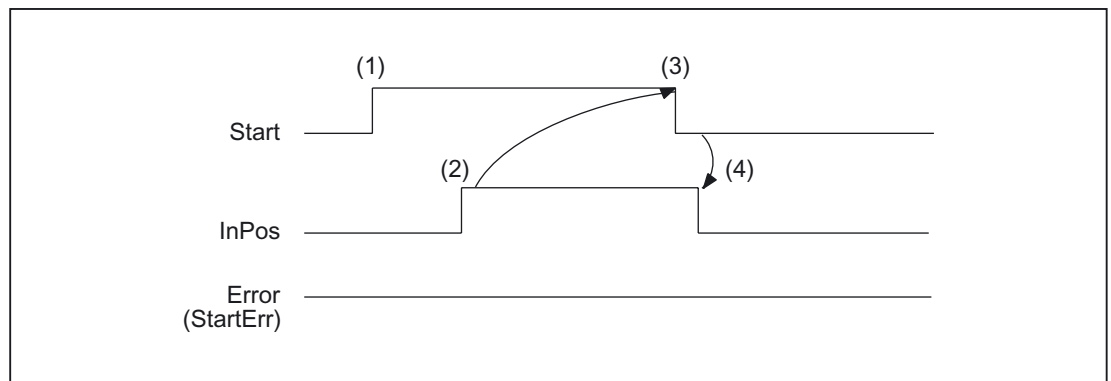 (1)
(3)
Start
(2)
(4)
InPos
Error
(StartErr)